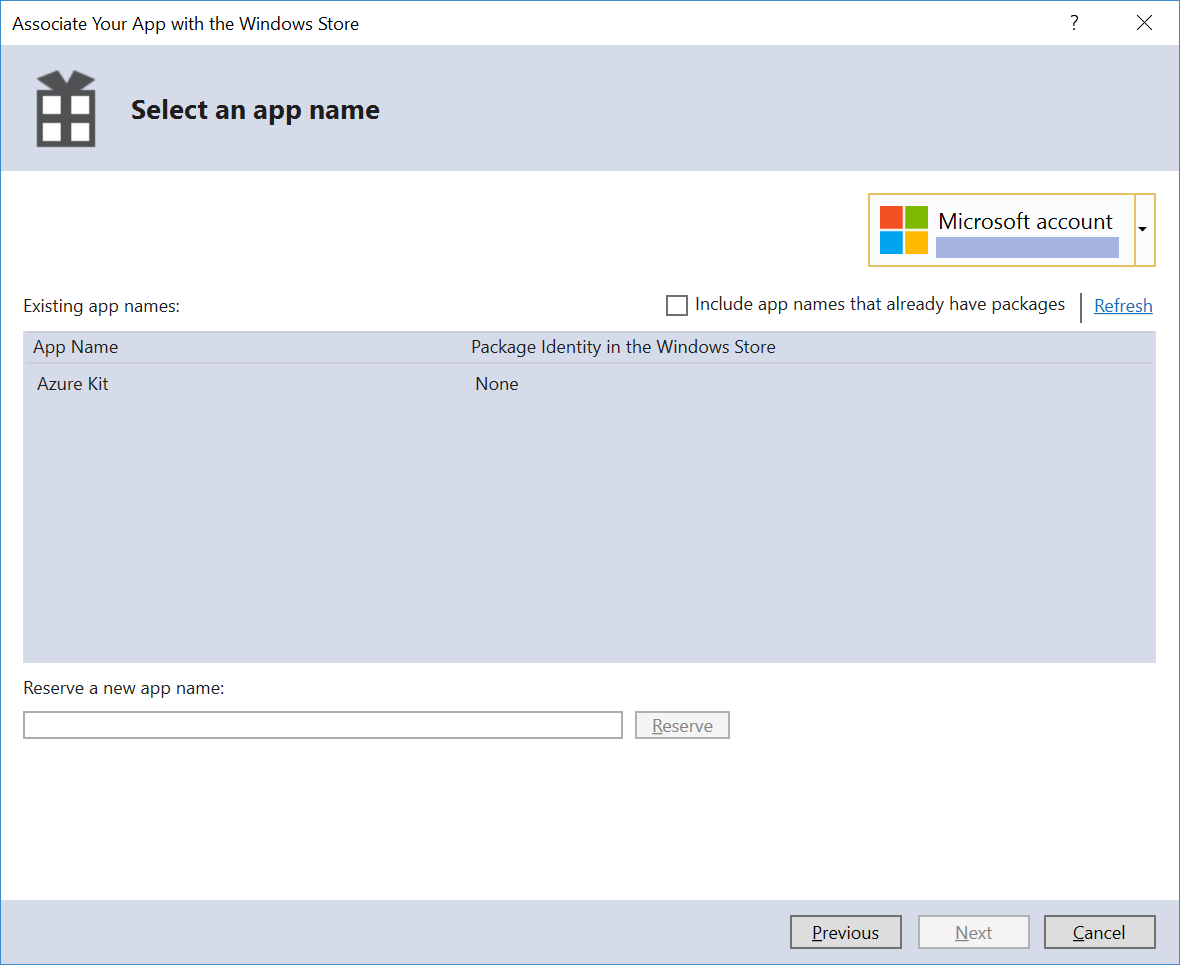 Associate Your App with the Windows Store
?
Select an app name
Microsoft account
Existing app names:
Include app names that already have packages
Refresh
App Name
Package Identity in the Windows Store
Azure Kit
None
Reserve a new app name:
Reserve
Previous
Next
Cancel